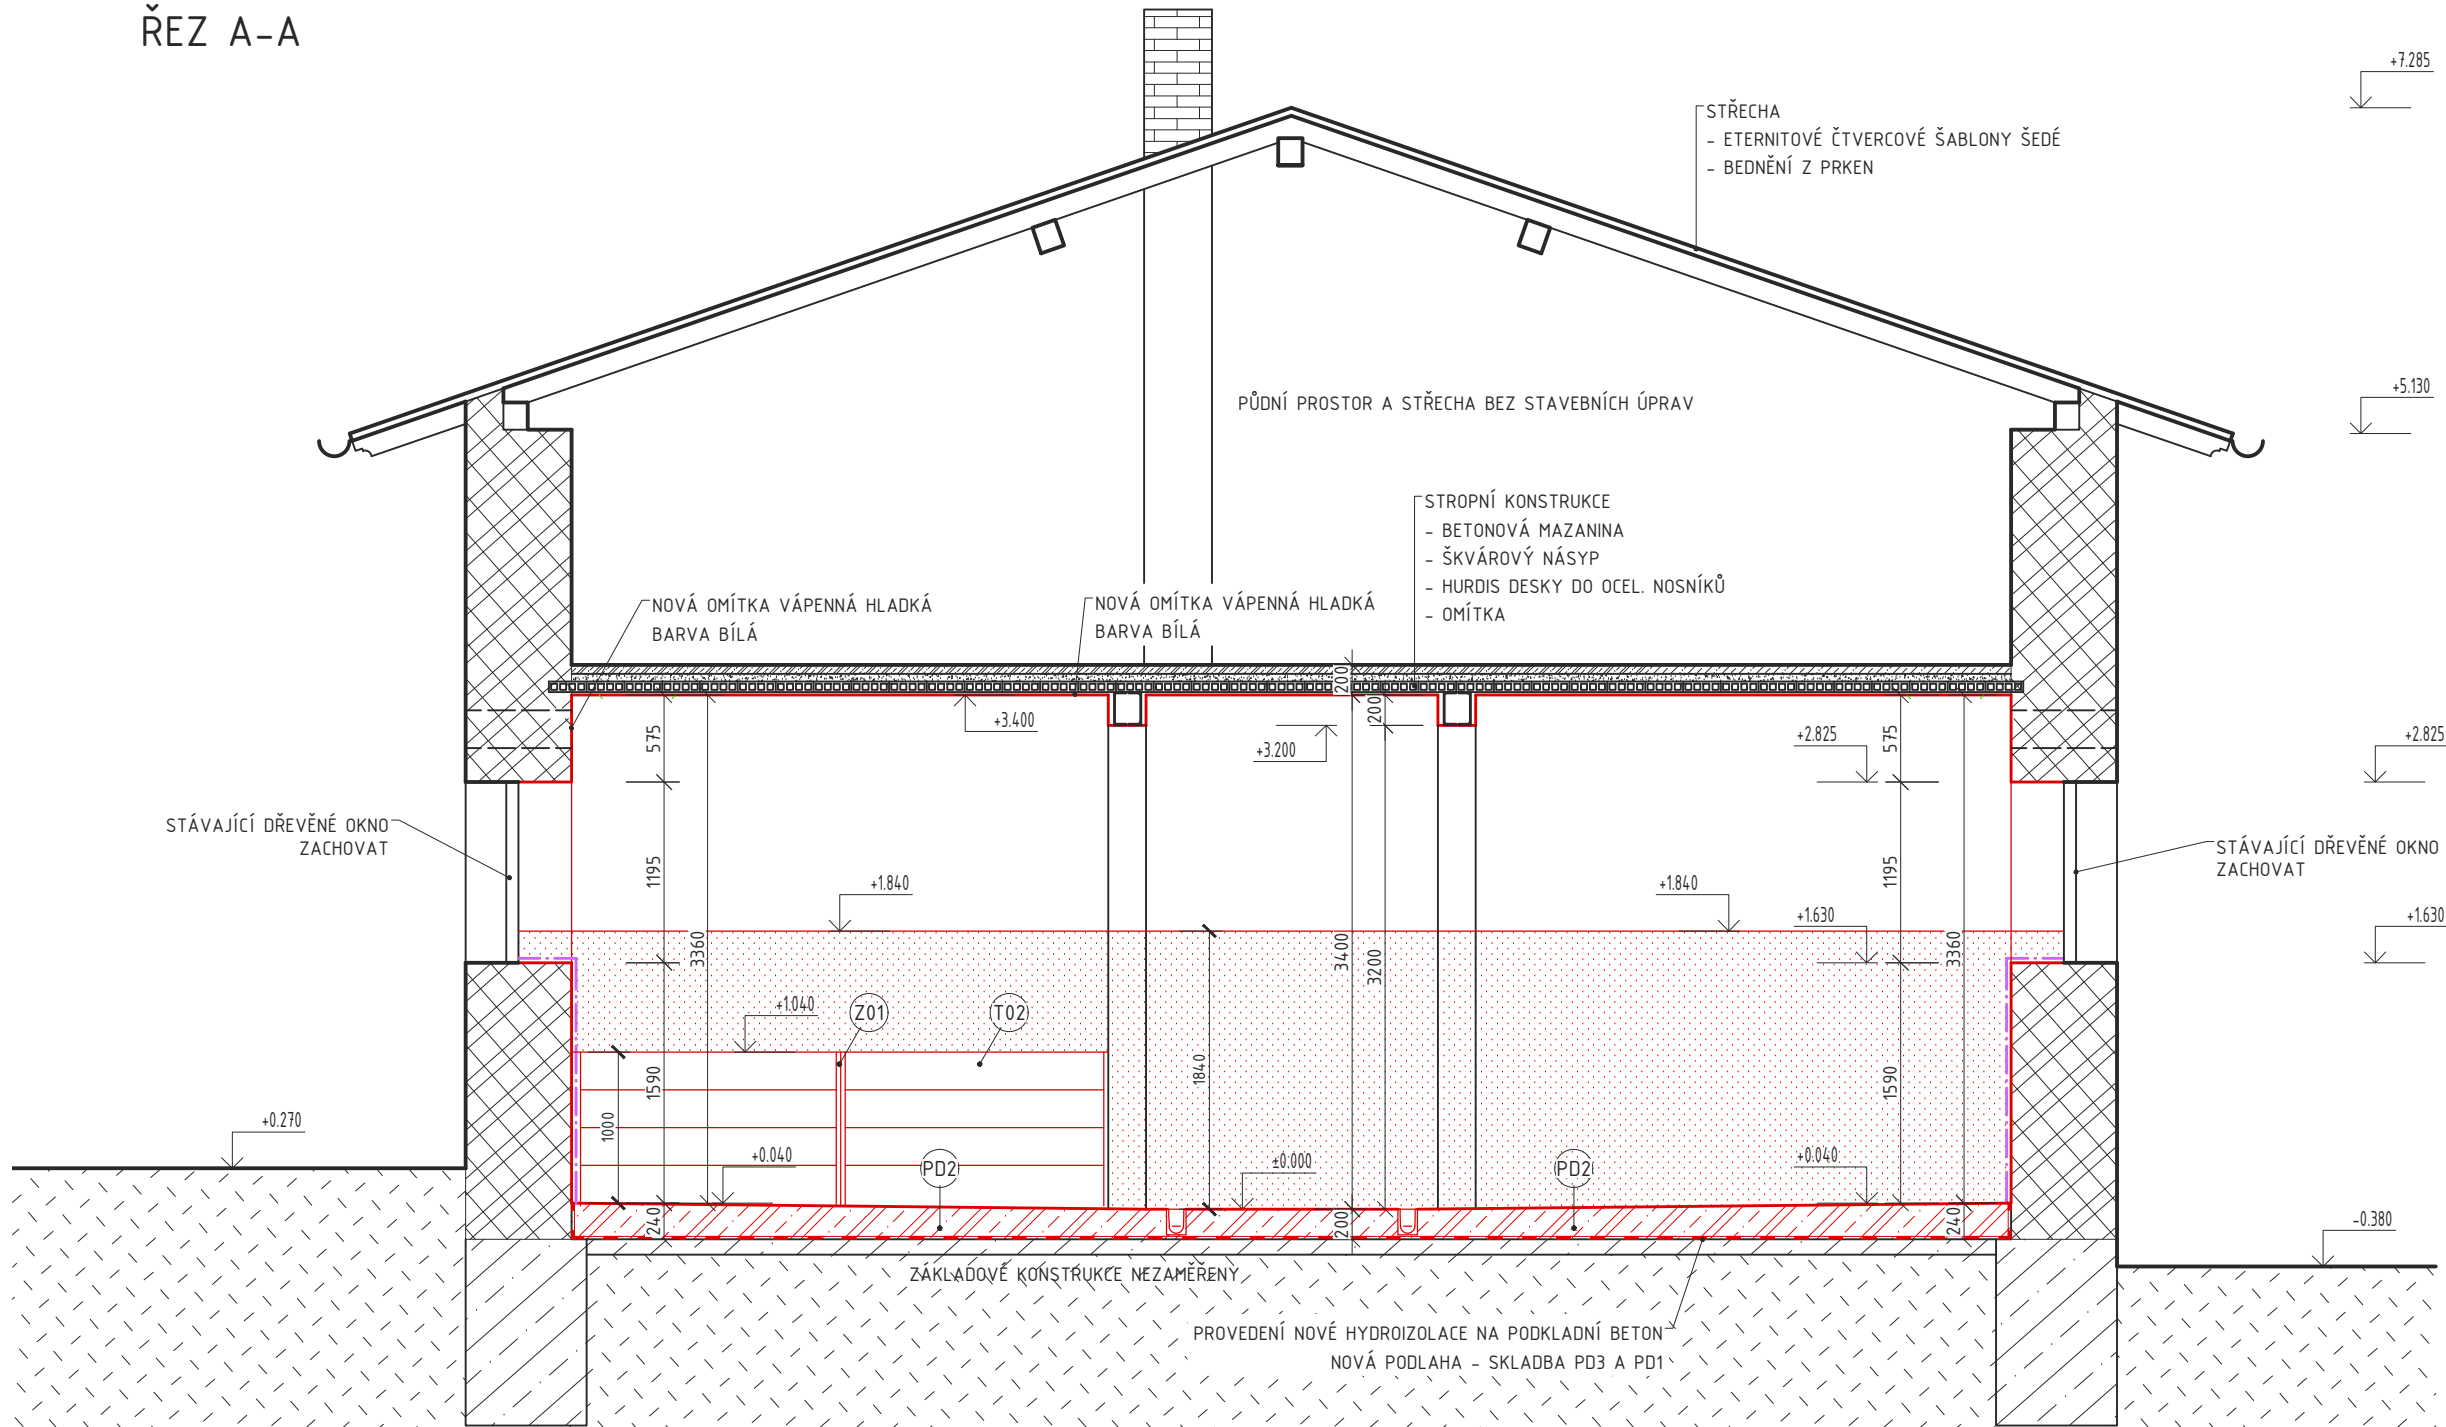 ŘEZ A-A
+7.285
STŘECHA
- ETERNITOVÉ ČTVERCOVÉ ŠABLONY ŠEDÉ
- BEDNĚNÍ Z PRKEN
+5.130
PŮDNÍ PROSTOR A STŘECHA BEZ STAVEBNÍCH ÚPRAV
STROPNÍ KONSTRUKCE
- BETONOVÁ MAZANINA
- ŠKVÁROVÝ NÁSYP
- HURDIS DESKY DO OCEL. NOSNÍKŮ
- OMÍTKA
NOVÁ OMÍTKA VÁPENNÁ HLADKÁ
BARVA BÍLÁ
NOVÁ OMÍTKA VÁPENNÁ HLADKÁ
BARVA BÍLÁ
200
200
+3.400
+3.200
575
575
+2.825
+2.825
STÁVAJÍCÍ DŘEVĚNÉ OKNO
ZACHOVAT
STÁVAJÍCÍ DŘEVĚNÉ OKNO
ZACHOVAT
1195
1195
+1.840
+1.840
+1.630
+1.630
3360
3400
3200
3360
+1.040
Z01
T02
1840
1590
1590
1000
+0.270
+0.040
PD2
±0.000
PD2
+0.040
240
200
240
-0.380
ZÁKLADOVÉ KONSTRUKCE NEZAMĚŘENY
PROVEDENÍ NOVÉ HYDROIZOLACE NA PODKLADNÍ BETON
NOVÁ PODLAHA - SKLADBA PD3 A PD1